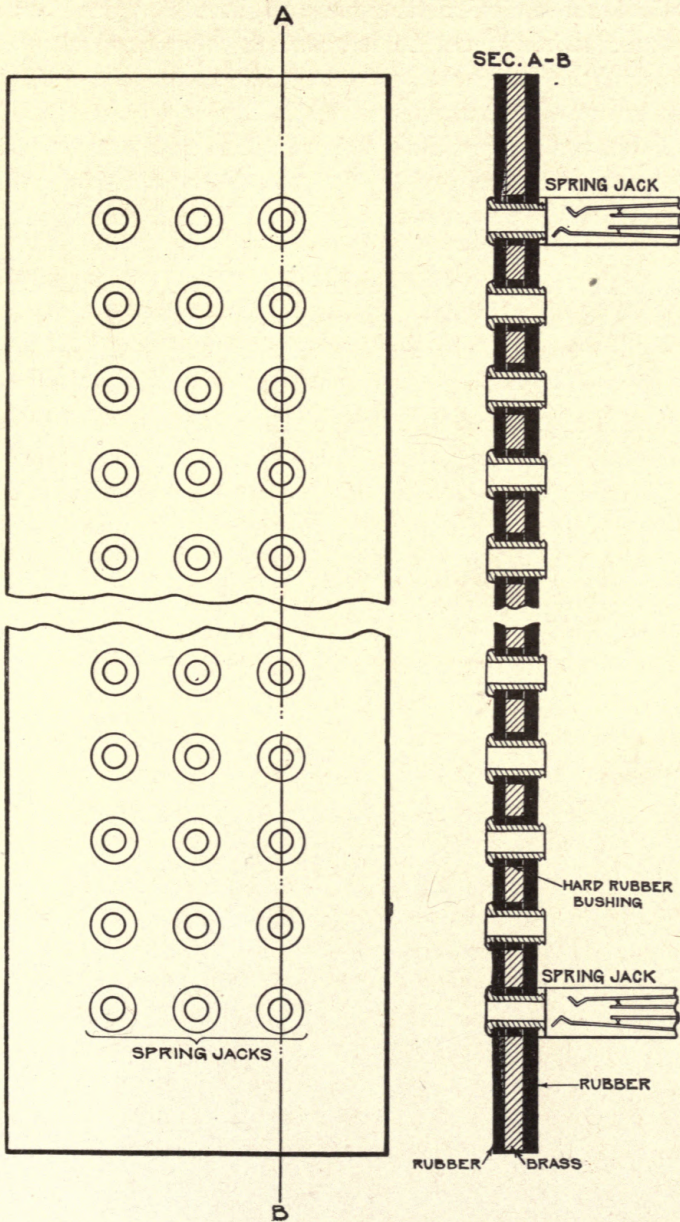 A
SEC. A-B
SPRING JACK
HARD RUBBER
BUSHING
SPRING JACK
SPRING JACKS
RUBBER
RUBBER
BRASS
B